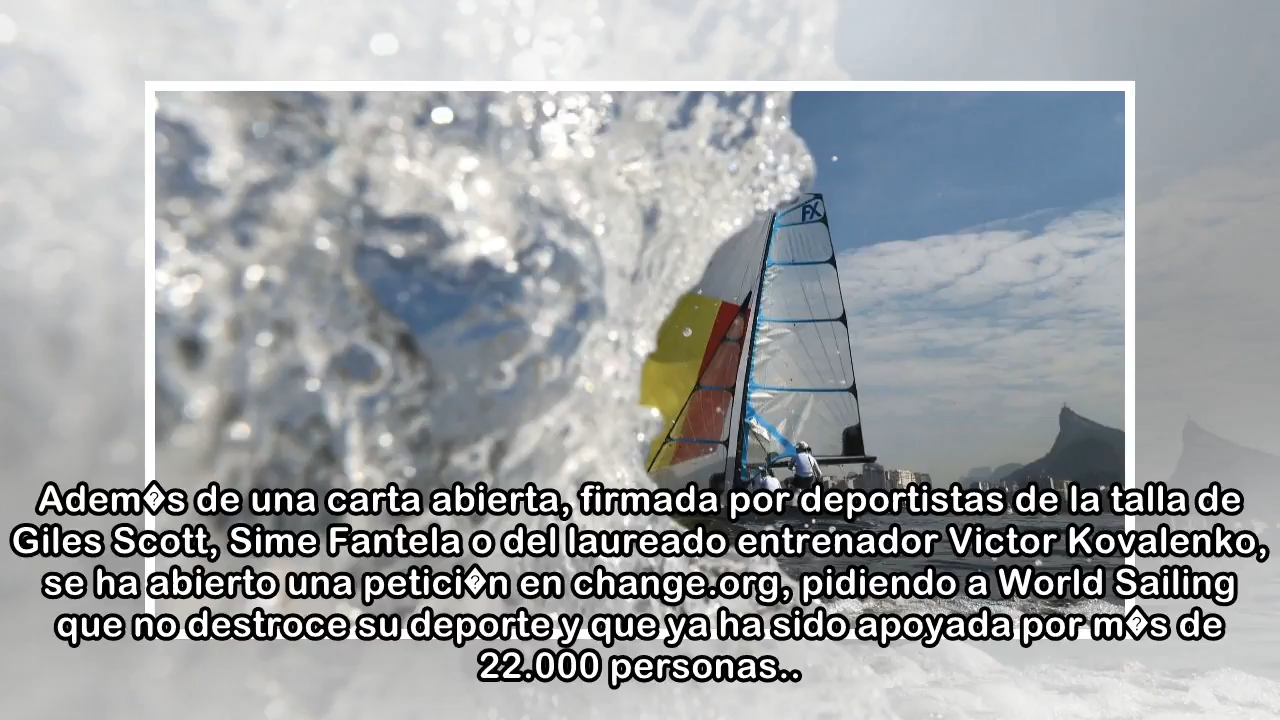 FX
Adem�s de una carta abierta, firmada por deportistas de la talla de
Giles Scott, Sime Fantela o del laureado entrenador Victor Kovalenko,
se ha abierto una petici�n en change.org, pidiendo a World Sailing
que no destroce su deporte y que ya ha sido apoyada por m�s de
22.000 personas..